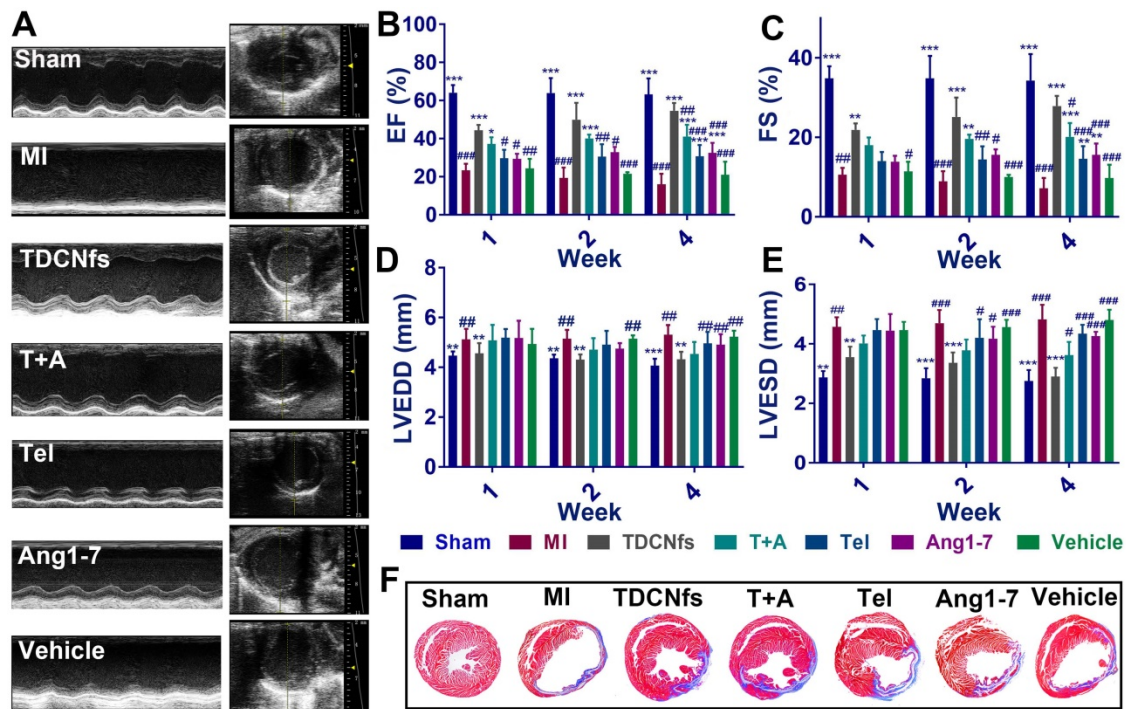 A
Sham
MI
TDCNfs
T+A
Tel
Ang1-7
Vehicle
B
EF (%)
100
80
60
40
20
0
*** ### *** * # # ##
*** ### *** *** ## # ###
*** ### *** ## *** ### *** ### *** ###
1 2 4
Week
C
FS (%)
40
20
0
*** ## ** #
*** ### *** ** ## # ###
*** ### *** # *** ### ** ### ** ###
1 2 4
Week
D
LVEDD (mm)
8
6
4
2
0
** ## **
** ## ** ##
*** ## ** ## ## ##
1 2 4
Week
E
LVESD (mm)
8
6
4
2
0
** ## **
*** ### *** # # ###
*** ### *** # ### ### ###
1 2 4
Week
Sham MI TDCNfs T+A Tel Ang1-7 Vehicle
F
Sham MI TDCNfs T+A Tel Ang1-7 Vehicle